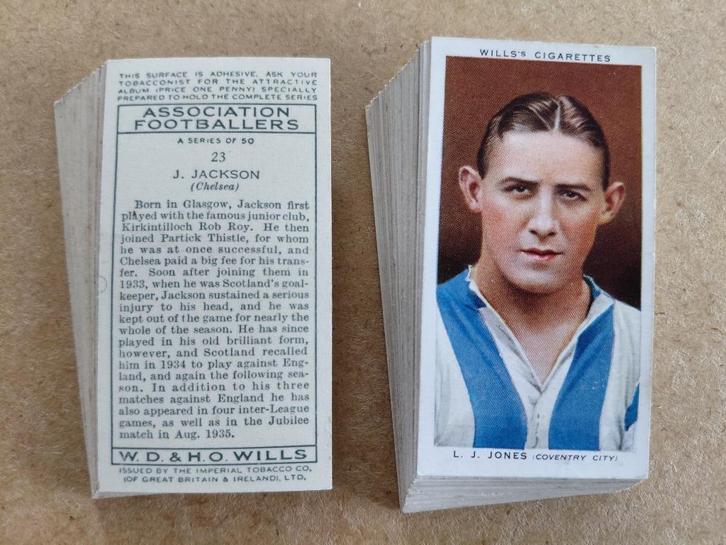 THIS SURFACE IS ADHESIVE. ASK YOUR
TOBACCONIST FOR THE ATTRACTIVE
ALBUM (PRICE ONE PENNY) SPECIALLY
PREPARED TO HOLD THE COMPLETE SERIES
ASSOCIATION
FOOTBALLERS
A SERIES OF 50
23
J. JACKSON
(Chelsea)
Born in Glasgow, Jackson first
played with the famous junior club,
Kirkintilloch Rob Roy. He then
joined Partick Thistle, for whom
he was at once successful, and
Chelsea paid a big fee for his trans-
fer. Soon after joining them in
1933, when he was Scotland's goal-
keeper, Jackson sustained a serious
injury to his head, and he was
kept out of the game for nearly the
whole of the season. He has since
played in his old brilliant form,
however, and Scotland recalled
him in 1934 to play against Eng-
land, and again the following sea-
son. In addition to his three
matches against England he has
also appeared in four inter-League
games, as well as in the Jubilee
match in Aug. 1935.
W. D. & H. O. WILLS
ISSUED BY THE IMPERIAL TOBACCO CO.
(OF GREAT BRITAIN & IRELAND), LTD.
WILLS'S CIGARETTES
L. J. JONES (COVENTRY CITY)